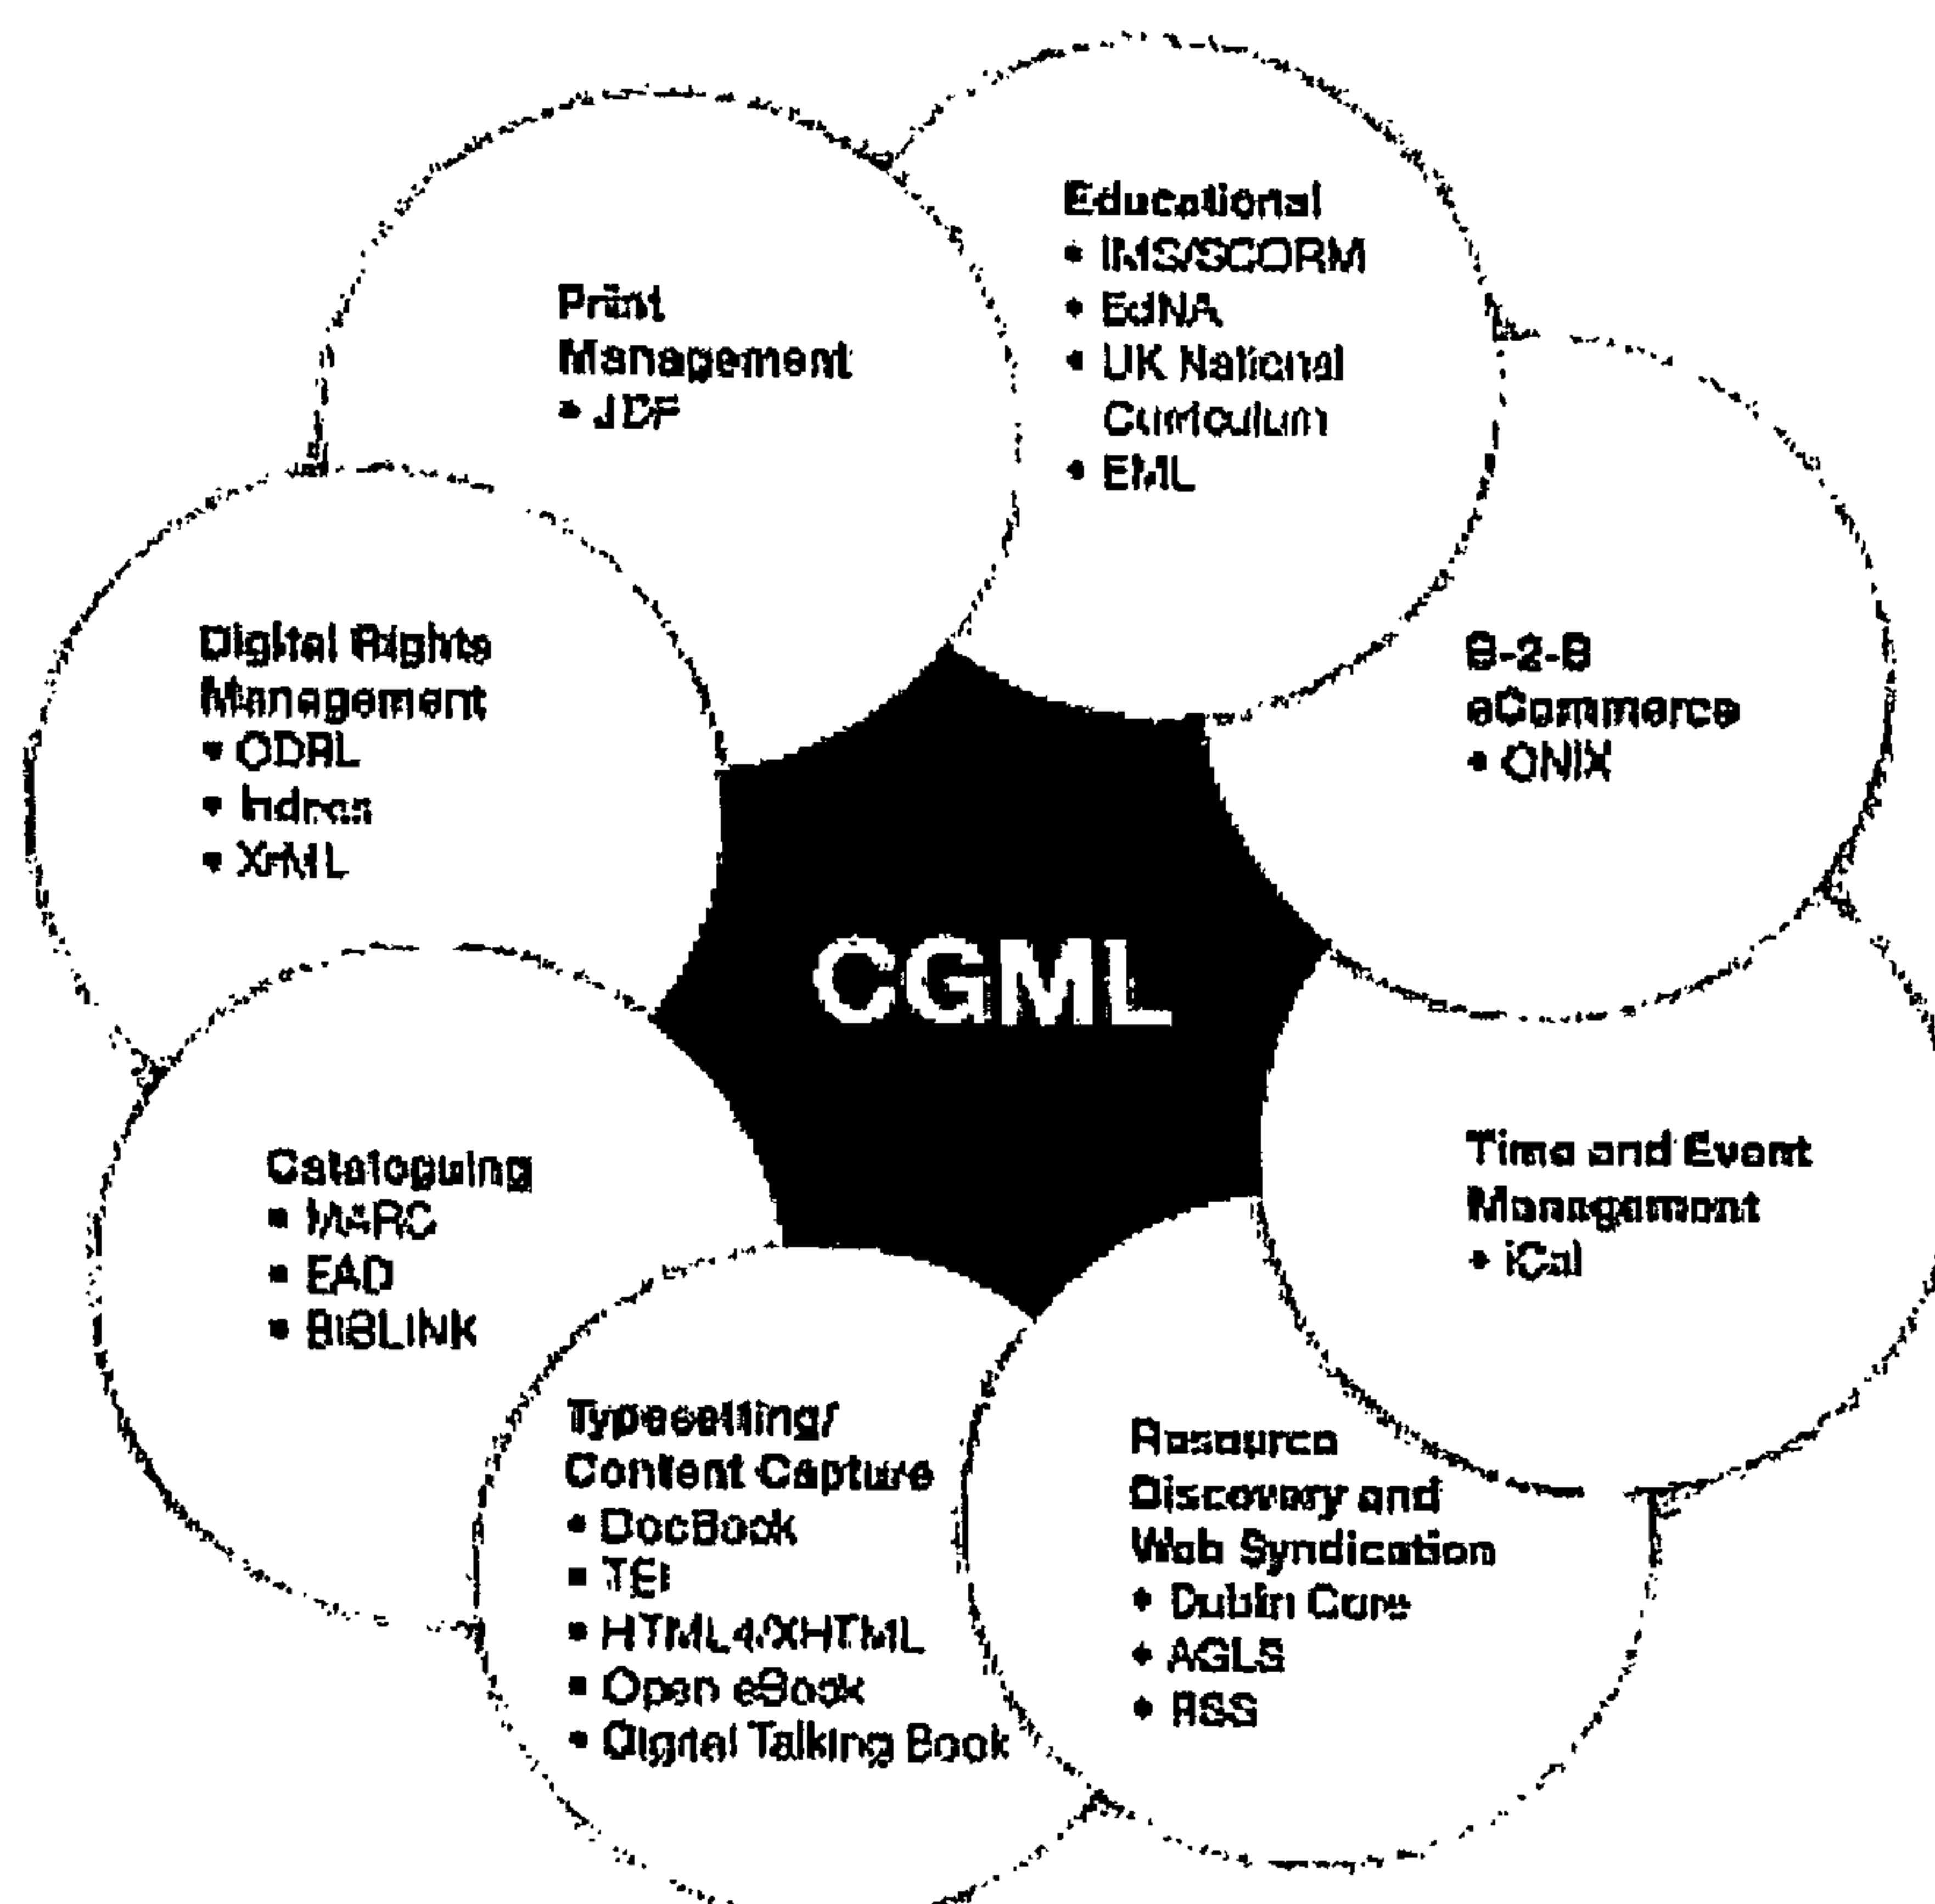 Educational
• IMS/SCORM
• EdNA
• UK National
Curriculum
• EML
Print
Management
• JDF
Digital Rights
Management
• ODRL
• Indecs
• XrML
B-2-B
eCommerce
• ONIX
CGML
Cataloguing
▪ MARC
▪ EAD
▪ BIBLINK
Time and Event
Management
• iCal
Typesetting/
Content Capture
• DocBook
▪ TEI
▪ HTML4/XHTML
▪ Open eBook
• Digital Talking Book
Resource
Discovery and
Web Syndication
• Dublin Core
• AGLS
• RSS